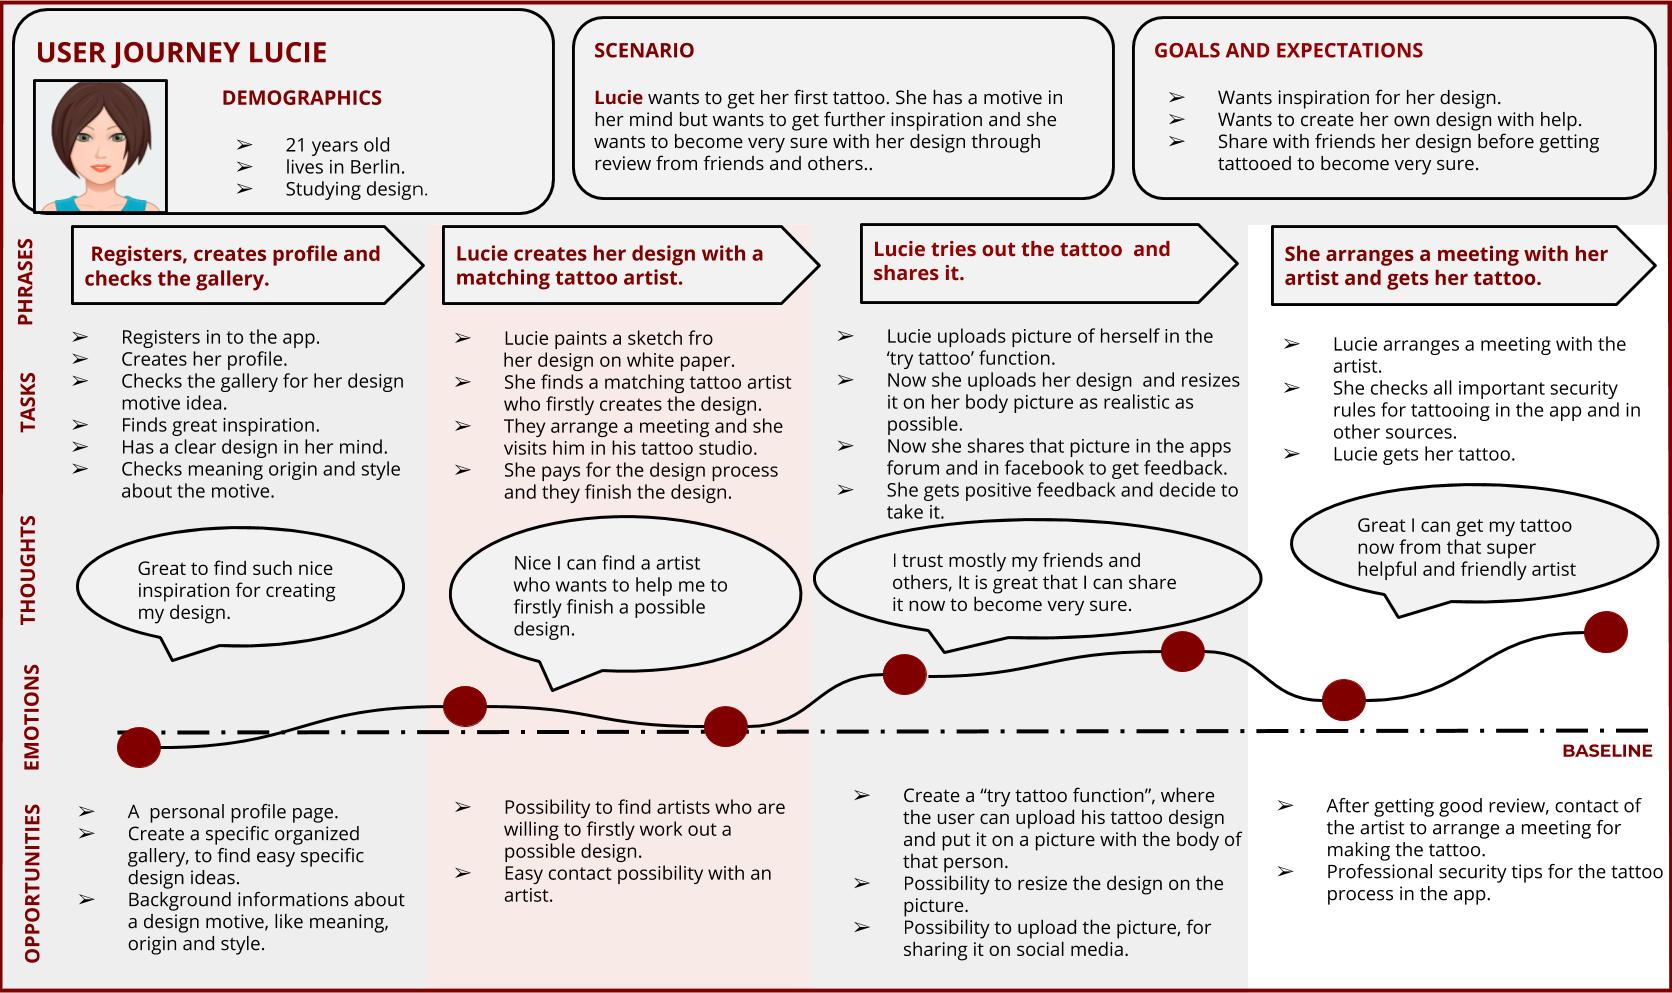 USER JOURNEY LUCIE
DEMOGRAPHICS
➢ 21 years old
➢ lives in Berlin.
➢ Studying design.
SCENARIO
Lucie wants to get her first tattoo. She has a motive in
her mind but wants to get further inspiration and she
wants to become very sure with her design through
review from friends and others..
GOALS AND EXPECTATIONS
➢ Wants inspiration for her design.
➢ Wants to create her own design with help.
➢ Share with friends her design before getting
tattooed to become very sure.
PHRASES
Registers, creates profile and
checks the gallery.
Lucie creates her design with a
matching tattoo artist.
Lucie tries out the tattoo  and
shares it.
She arranges a meeting with her
artist and gets her tattoo.
TASKS
➢ Registers in to the app.
➢ Creates her profile.
➢ Checks the gallery for her design
motive idea.
➢ Finds great inspiration.
➢ Has a clear design in her mind.
➢ Checks meaning origin and style
about the motive.
➢ Lucie paints a sketch fro
her design on white paper.
➢ She finds a matching tattoo artist
who firstly creates the design.
➢ They arrange a meeting and she
visits him in his tattoo studio.
➢ She pays for the design process
and they finish the design.
➢ Lucie uploads picture of herself in the
‘try tattoo’ function.
➢ Now she uploads her design  and resizes
it on her body picture as realistic as
possible.
➢ Now she shares that picture in the apps
forum and in facebook to get feedback.
➢ She gets positive feedback and decide to
take it.
➢ Lucie arranges a meeting with the
artist.
➢ She checks all important security
rules for tattooing in the app and in
other sources.
➢ Lucie gets her tattoo.
THOUGHTS
Great to find such nice
inspiration for creating
my design.
Nice I can find a artist
who wants to help me to
firstly finish a possible
design.
I trust mostly my friends and
others, It is great that I can share
it now to become very sure.
Great I can get my tattoo
now from that super
helpful and friendly artist
EMOTIONS
BASELINE
OPPORTUNITIES
➢ A  personal profile page.
➢ Create a specific organized
gallery, to find easy specific
design ideas.
➢ Background informations about
a design motive, like meaning,
origin and style.
➢ Possibility to find artists who are
willing to firstly work out a
possible design.
➢ Easy contact possibility with an
artist.
➢ Create a “try tattoo function”, where
the user can upload his tattoo design
and put it on a picture with the body of
that person.
➢ Possibility to resize the design on the
picture.
➢ Possibility to upload the picture, for
sharing it on social media.
➢ After getting good review, contact of
the artist to arrange a meeting for
making the tattoo.
➢ Professional security tips for the tattoo
process in the app.